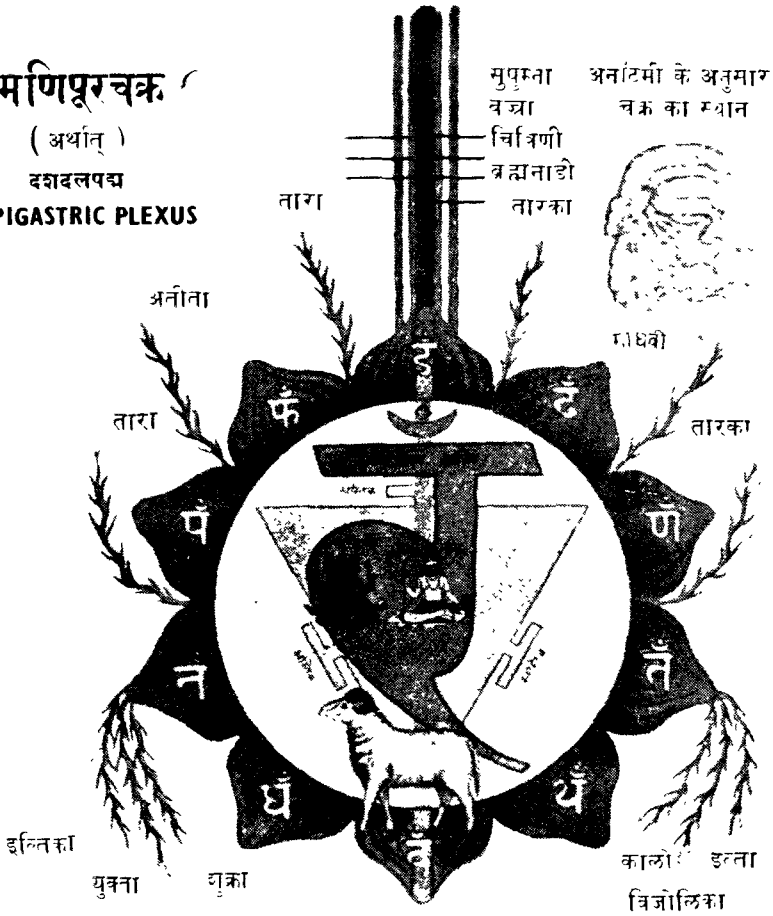 मणिपूरचक्र
( अर्थात् )
दशदलपद्म
PIGASTRIC PLEXUS
सुषुम्ना
वज्रा
चित्रिणी
ब्रह्मनाडी
अनाटमी के अनुसार
चक्र का स्थान
तारा
तारका
अतीता
तारा
तारका
फँ
ढँ
पँ
णँ
न
तँ
धँ
थँ
इल्तिका
युक्ता
शुक्रा
काली
इल्ता
विजोलिका